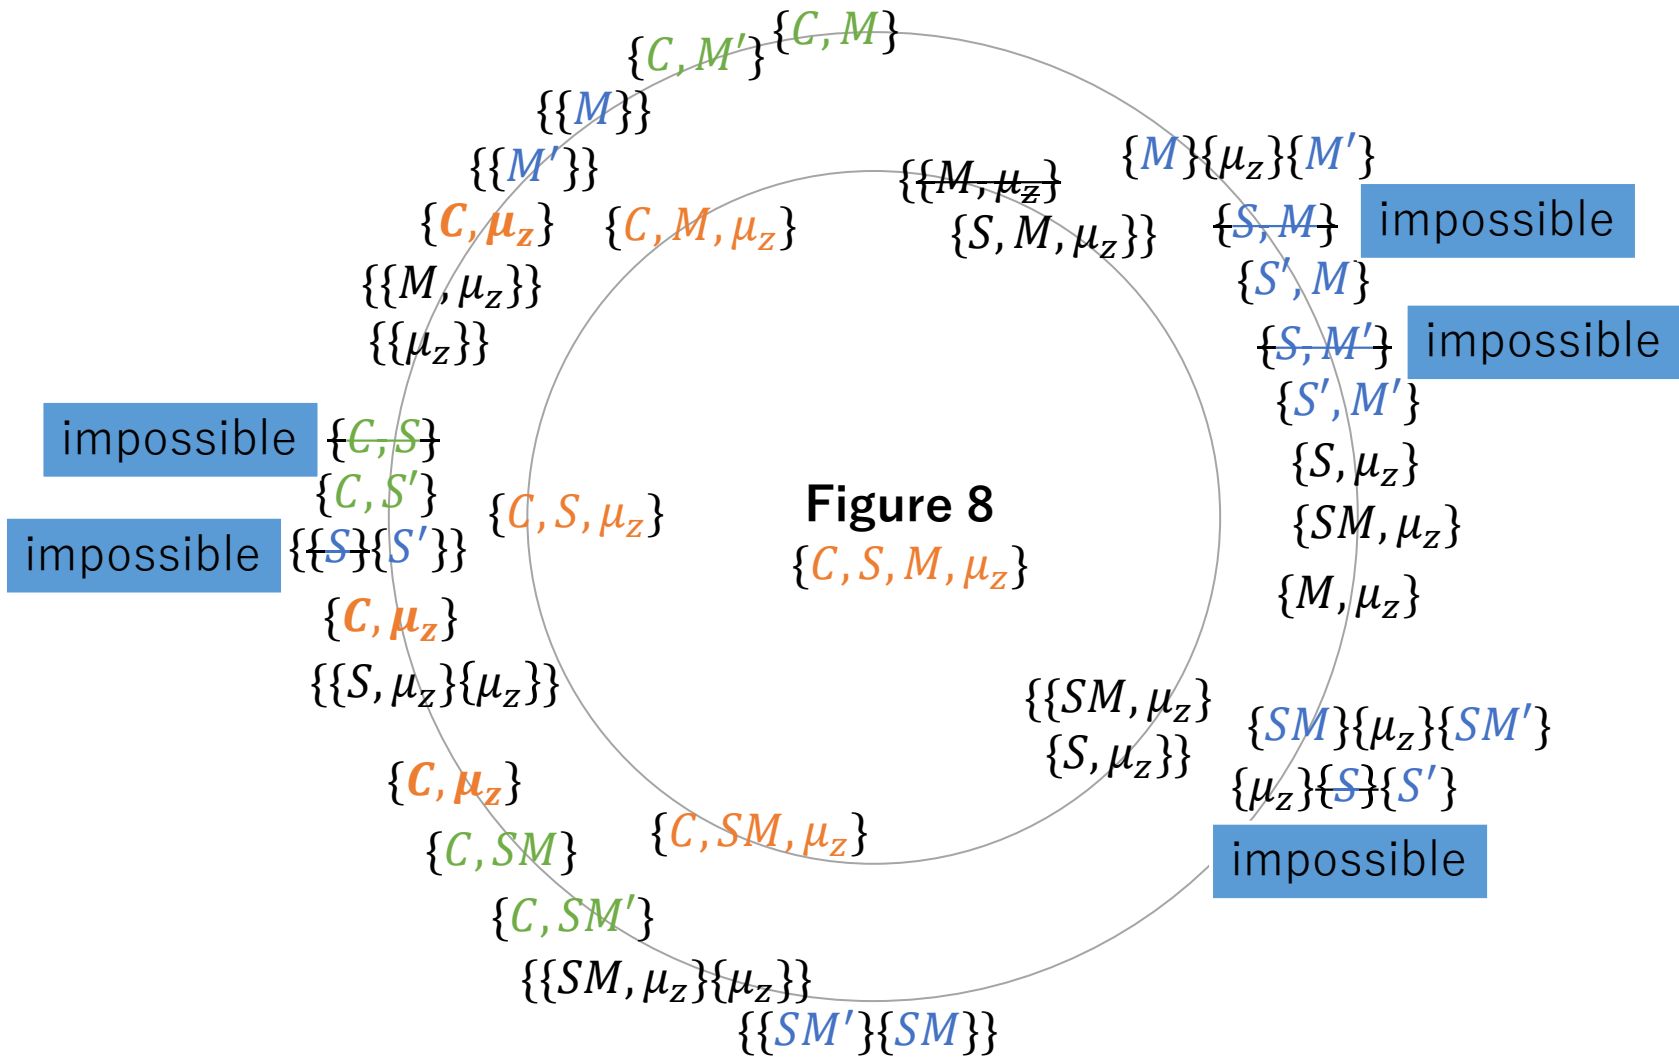 {C, M}
{C, M′}
{{M}}
{{M′}}
{C, μz}
{C, M, μz}
{{M, μz}}
{{μz}}
{{M, μz}
{S, M, μz}}
{M}{μz}{M′}
{S, M} impossible
{S′, M}
{S, M′} impossible
{S′, M′}
{S, μz}
{SM, μz}
{M, μz}
impossible {C, S}
{C, S′}
impossible {{S}{S′}}
{C, S, μz}
Figure 8
{C, S, M, μz}
{C, μz}
{{S, μz}{μz}}
{{SM, μz}
{S, μz}}
{SM}{μz}{SM′}
{μz}{S}{S′}
impossible
{C, μz}
{C, SM, μz}
{C, SM}
{C, SM′}
{{SM, μz}{μz}}
{{SM′}{SM}}